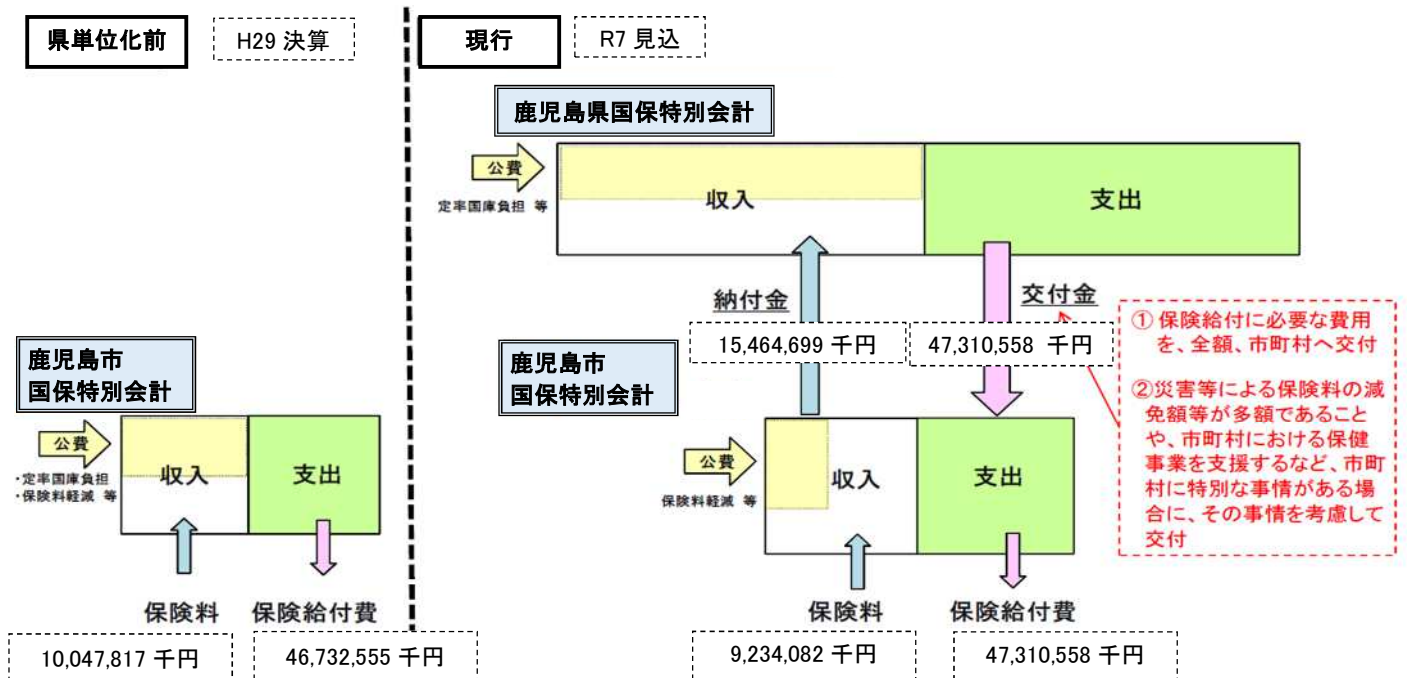 県単位化前
H29 決算
鹿児島市
国保特別会計
公費
・定率国庫負担
・保険料軽減 等
収入
支出
保険料
保険給付費
10,047,817 千円
46,732,555 千円
現行
R7 見込
鹿児島県国保特別会計
公費
定率国庫負担 等
収入
支出
納付金
交付金
15,464,699 千円
47,310,558 千円
① 保険給付に必要な費用
を、全額、市町村へ交付
②災害等による保険料の減
免額等が多額であること
や、市町村における保健
事業を支援するなど、市町
村に特別な事情がある場
合に、その事情を考慮して
交付
鹿児島市
国保特別会計
公費
保険料軽減 等
収入
支出
保険料
保険給付費
9,234,082 千円
47,310,558 千円